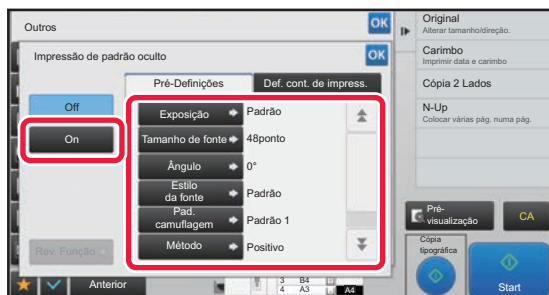 Outros
OK
Impressão de padrão oculto
OK
Pré-Definições
Def. cont. de impress.
Off
On
Exposição
Padrão
Tamanho de fonte
48ponto
Ângulo
0°
Estilo
da fonte
Padrão
Pad.
camuflagem
Padrão 1
Método
Positivo
Rev. Função
Anterior
3 B4
4 A3
A4
Original
Alterar tamanho/direção.
Carimbo
Imprimir data e carimbo
Cópia 2 Lados
N-Up
Colocar várias pág. numa pág.
Pré-
visualização
CA
Cópia
tipográfica
Start